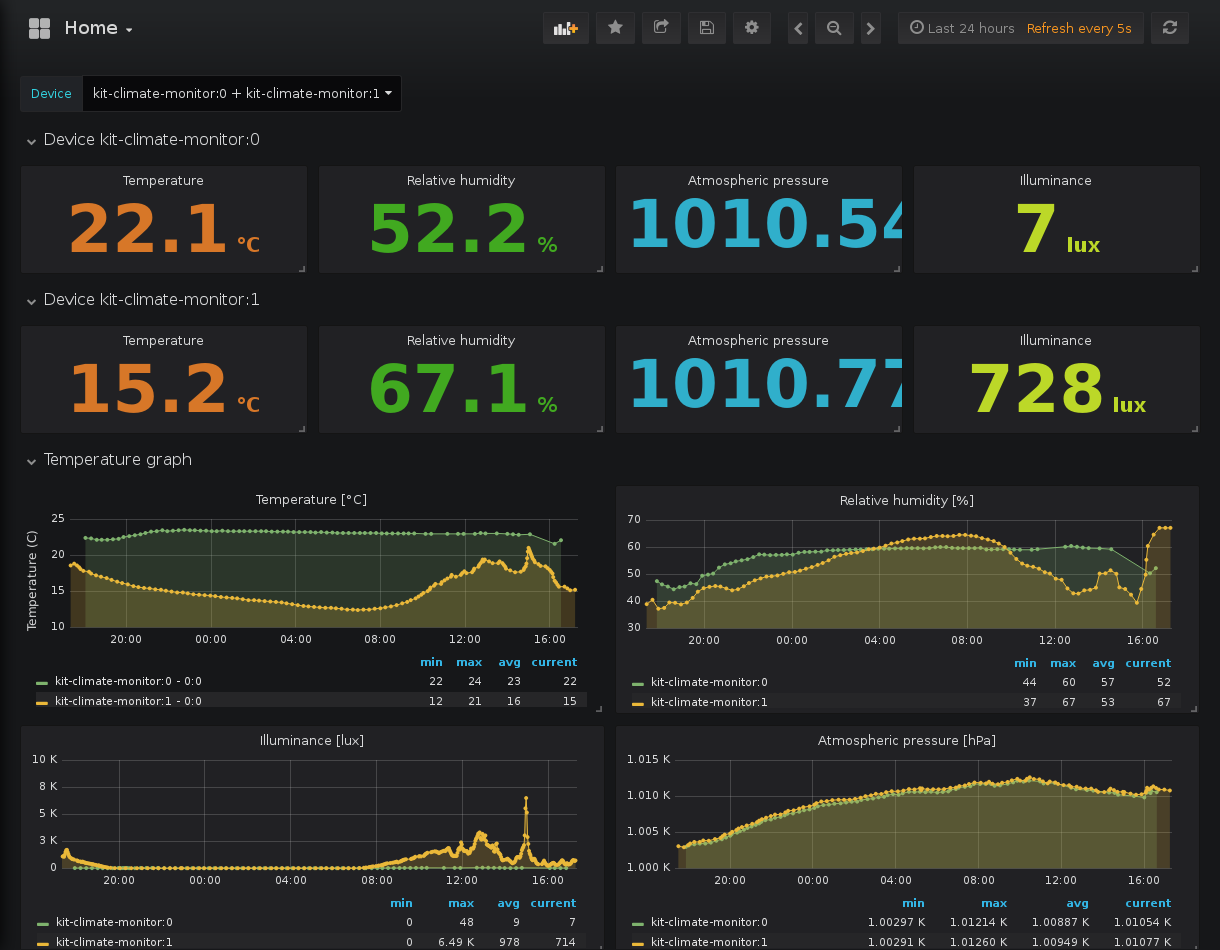 Home
Last 24 hours Refresh every 5s
Device kit-climate-monitor:0 + kit-climate-monitor:1
Device kit-climate-monitor:0
Temperature
22.1 °C
Relative humidity
52.2 %
Atmospheric pressure
1010.54
Illuminance
7 lux
Device kit-climate-monitor:1
Temperature
15.2 °C
Relative humidity
67.1 %
Atmospheric pressure
1010.77
Illuminance
728 lux
Temperature graph
Temperature [°C]
Temperature (C)
25
20
15
10
20:00 00:00 04:00 08:00 12:00 16:00
min max avg current
kit-climate-monitor:0 - 0:0 22 24 23 22
kit-climate-monitor:1 - 0:0 12 21 16 15
Relative humidity [%]
70
60
50
40
30
20:00 00:00 04:00 08:00 12:00 16:00
min max avg current
kit-climate-monitor:0 44 60 57 52
kit-climate-monitor:1 37 67 53 67
Illuminance [lux]
10 K
8 K
5 K
3 K
0
20:00 00:00 04:00 08:00 12:00 16:00
min max avg current
kit-climate-monitor:0 0 48 9 7
kit-climate-monitor:1 0 6.49 K 978 714
Atmospheric pressure [hPa]
1.015 K
1.010 K
1.005 K
1.000 K
20:00 00:00 04:00 08:00 12:00 16:00
min max avg current
kit-climate-monitor:0 1.00297 K 1.01214 K 1.00887 K 1.01054 K
kit-climate-monitor:1 1.00291 K 1.01260 K 1.00949 K 1.01077 K